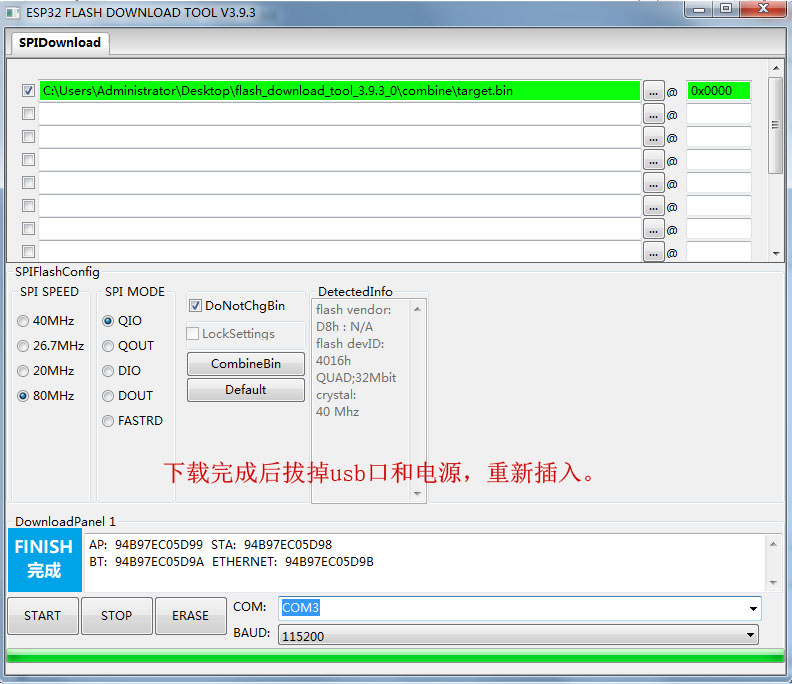 ESP32 FLASH DOWNLOAD TOOL V3.9.3
SPIDownload
C:\Users\Administrator\Desktop\flash_download_tool_3.9.3_0\combine\target.bin ... @ 0x0000
... @
... @
... @
... @
... @
... @
... @
SPIFlashConfig
SPI SPEED
40MHz
26.7MHz
20MHz
80MHz
SPI MODE
QIO
QOUT
DIO
DOUT
FASTRD
DoNotChgBin
LockSettings
CombineBin
Default
DetectedInfo
flash vendor:
D8h : N/A
flash devID:
4016h
QUAD;32Mbit
crystal:
40 Mhz
下载完成后拔掉usb口和电源，重新插入。
DownloadPanel 1
FINISH
完成
AP: 94B97EC05D99 STA: 94B97EC05D98
BT: 94B97EC05D9A ETHERNET: 94B97EC05D9B
START
STOP
ERASE
COM: COM3
BAUD: 115200